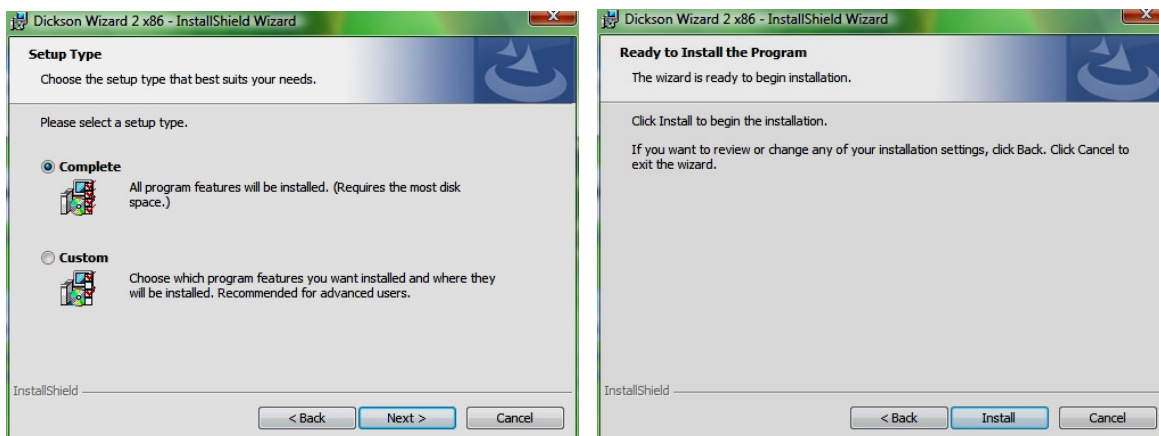 Dickson Wizard 2 x86 - InstallShield Wizard
Setup Type
Choose the setup type that best suits your needs.
Please select a setup type.
Complete
All program features will be installed. (Requires the most disk
space.)
Custom
Choose which program features you want installed and where they
will be installed. Recommended for advanced users.
InstallShield
< Back Next > Cancel
Dickson Wizard 2 x86 - InstallShield Wizard
Ready to Install the Program
The wizard is ready to begin installation.
Click Install to begin the installation.
If you want to review or change any of your installation settings, click Back. Click Cancel to
exit the wizard.
InstallShield
< Back Install Cancel